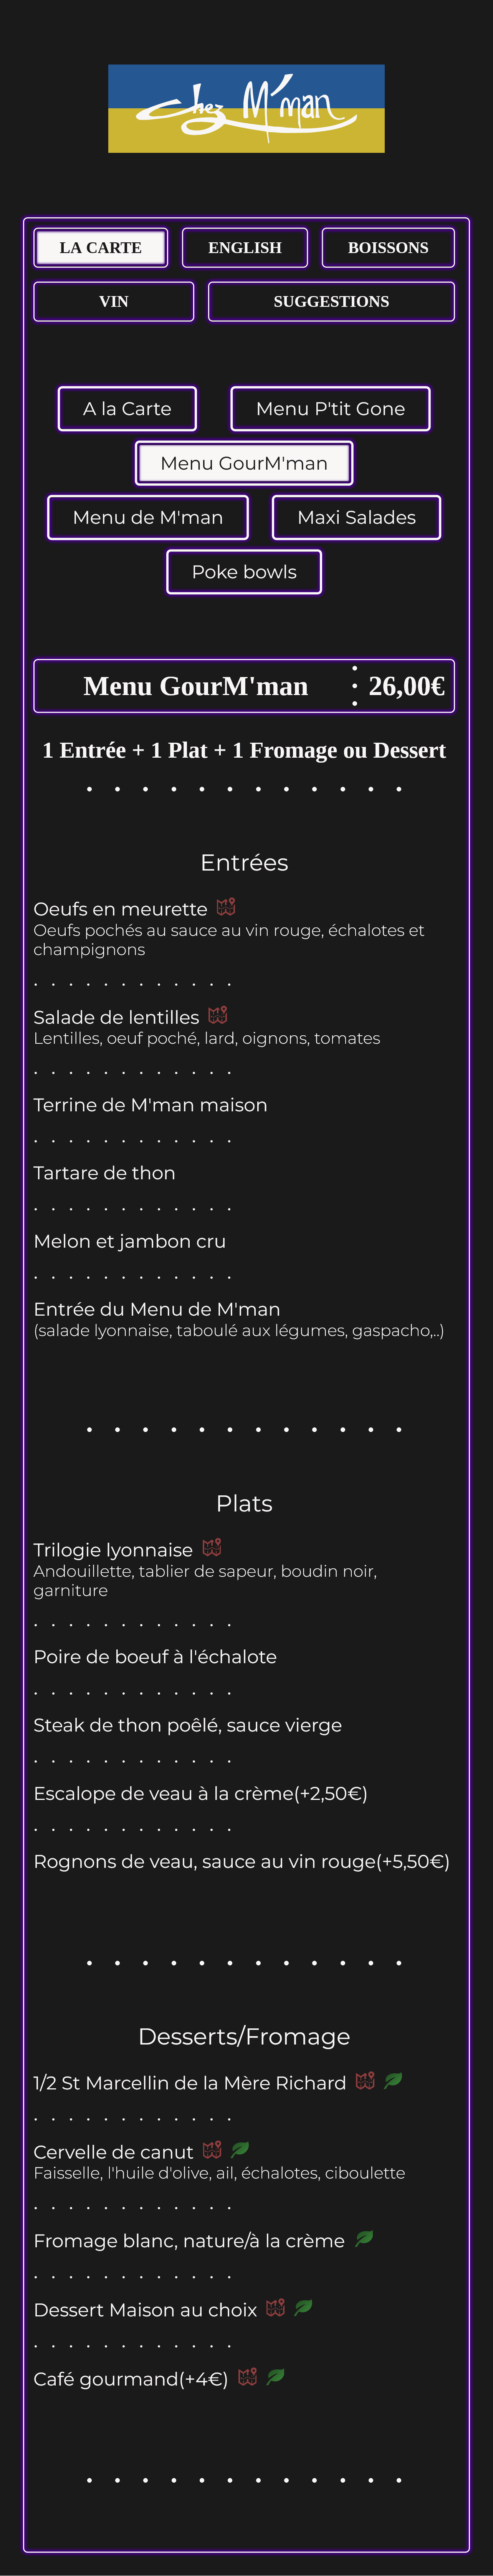 Chez M'man
LA CARTE
ENGLISH
BOISSONS
VIN
SUGGESTIONS
A la Carte
Menu P'tit Gone
Menu GourM'man
Menu de M'man
Maxi Salades
Poke bowls
Menu GourM'man
26,00€
1 Entrée + 1 Plat + 1 Fromage ou Dessert
Entrées
Oeufs en meurette
Oeufs pochés au sauce au vin rouge, échalotes et
champignons
Salade de lentilles
Lentilles, oeuf poché, lard, oignons, tomates
Terrine de M'man maison
Tartare de thon
Melon et jambon cru
Entrée du Menu de M'man
(salade lyonnaise, taboulé aux légumes, gaspacho,..)
Plats
Trilogie lyonnaise
Andouillette, tablier de sapeur, boudin noir,
garniture
Poire de boeuf à l'échalote
Steak de thon poêlé, sauce vierge
Escalope de veau à la crème(+2,50€)
Rognons de veau, sauce au vin rouge(+5,50€)
Desserts/Fromage
1/2 St Marcellin de la Mère Richard
Cervelle de canut
Faisselle, l'huile d'olive, ail, échalotes, ciboulette
Fromage blanc, nature/à la crème
Dessert Maison au choix
Café gourmand(+4€)